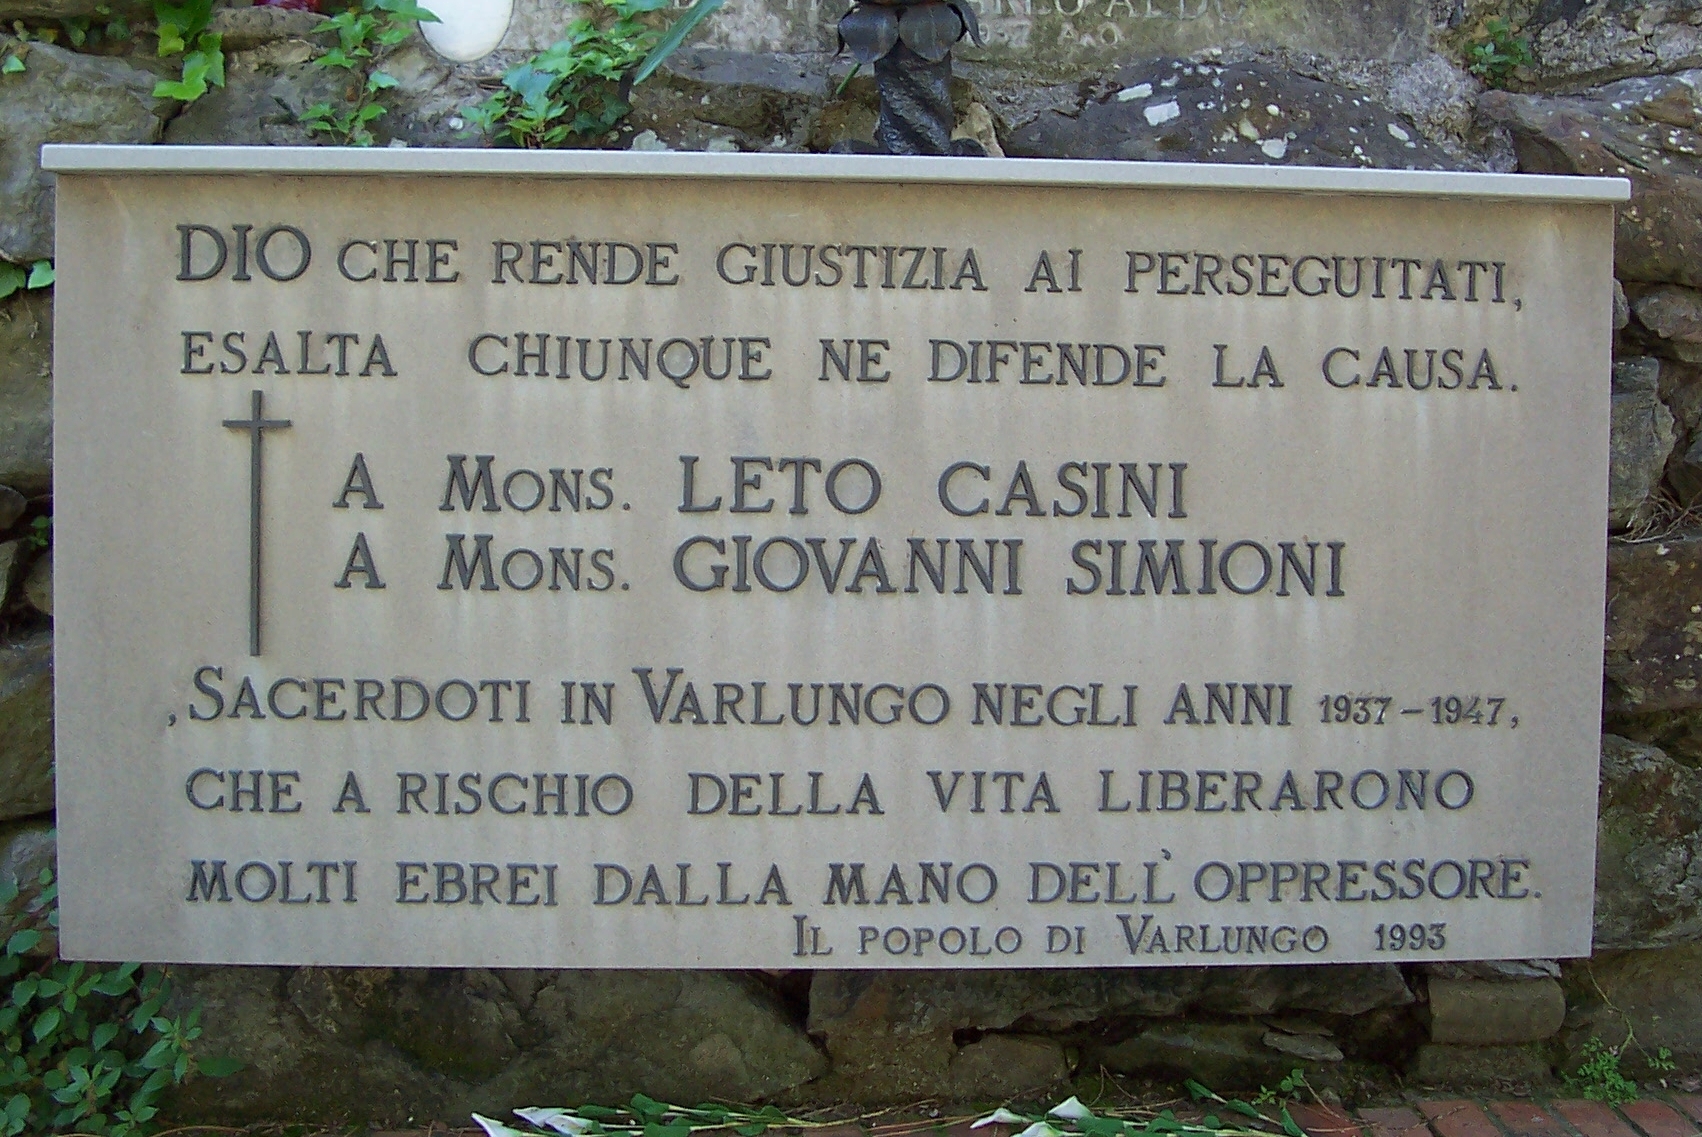 DIO CHE RENDE GIUSTIZIA AI PERSEGUITATI,
ESALTA CHIUNQUE NE DIFENDE LA CAUSA.
A MONS. LETO CASINI
A MONS. GIOVANNI SIMIONI
,SACERDOTI IN VARLUNGO NEGLI ANNI 1937-1947,
CHE A RISCHIO DELLA VITA LIBERARONO
MOLTI EBREI DALLA MANO DELL'OPPRESSORE.
IL POPOLO DI VARLUNGO 1993